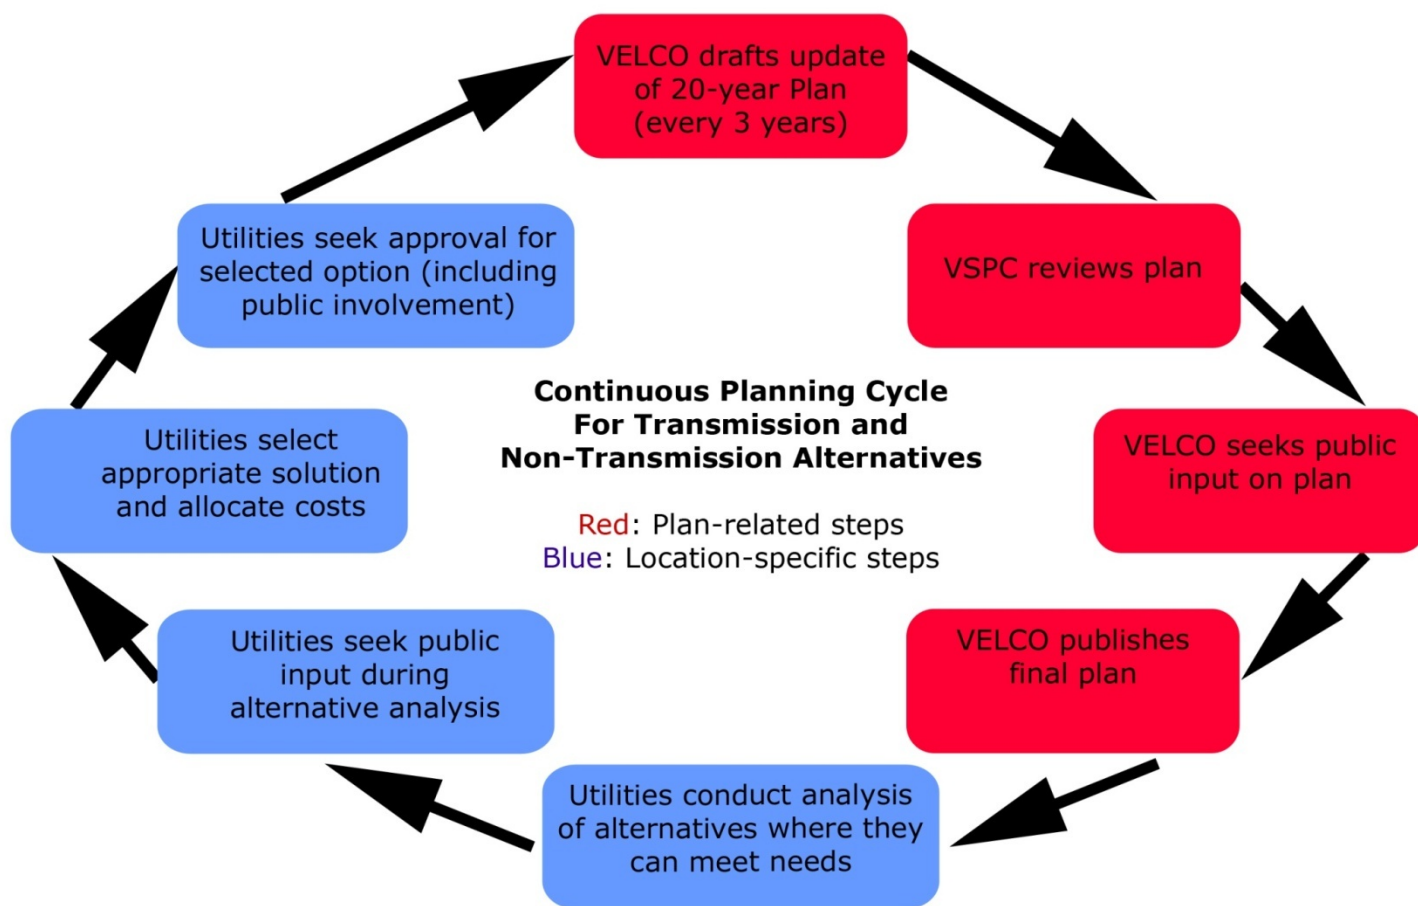 VELCO drafts update
of 20-year Plan
(every 3 years)
VSPC reviews plan
VELCO seeks public
input on plan
VELCO publishes
final plan
Utilities conduct analysis
of alternatives where they
can meet needs
Utilities seek public
input during
alternative analysis
Utilities select
appropriate solution
and allocate costs
Utilities seek approval for
selected option (including
public involvement)
Continuous Planning Cycle
For Transmission and
Non-Transmission Alternatives
Red: Plan-related steps
Blue: Location-specific steps